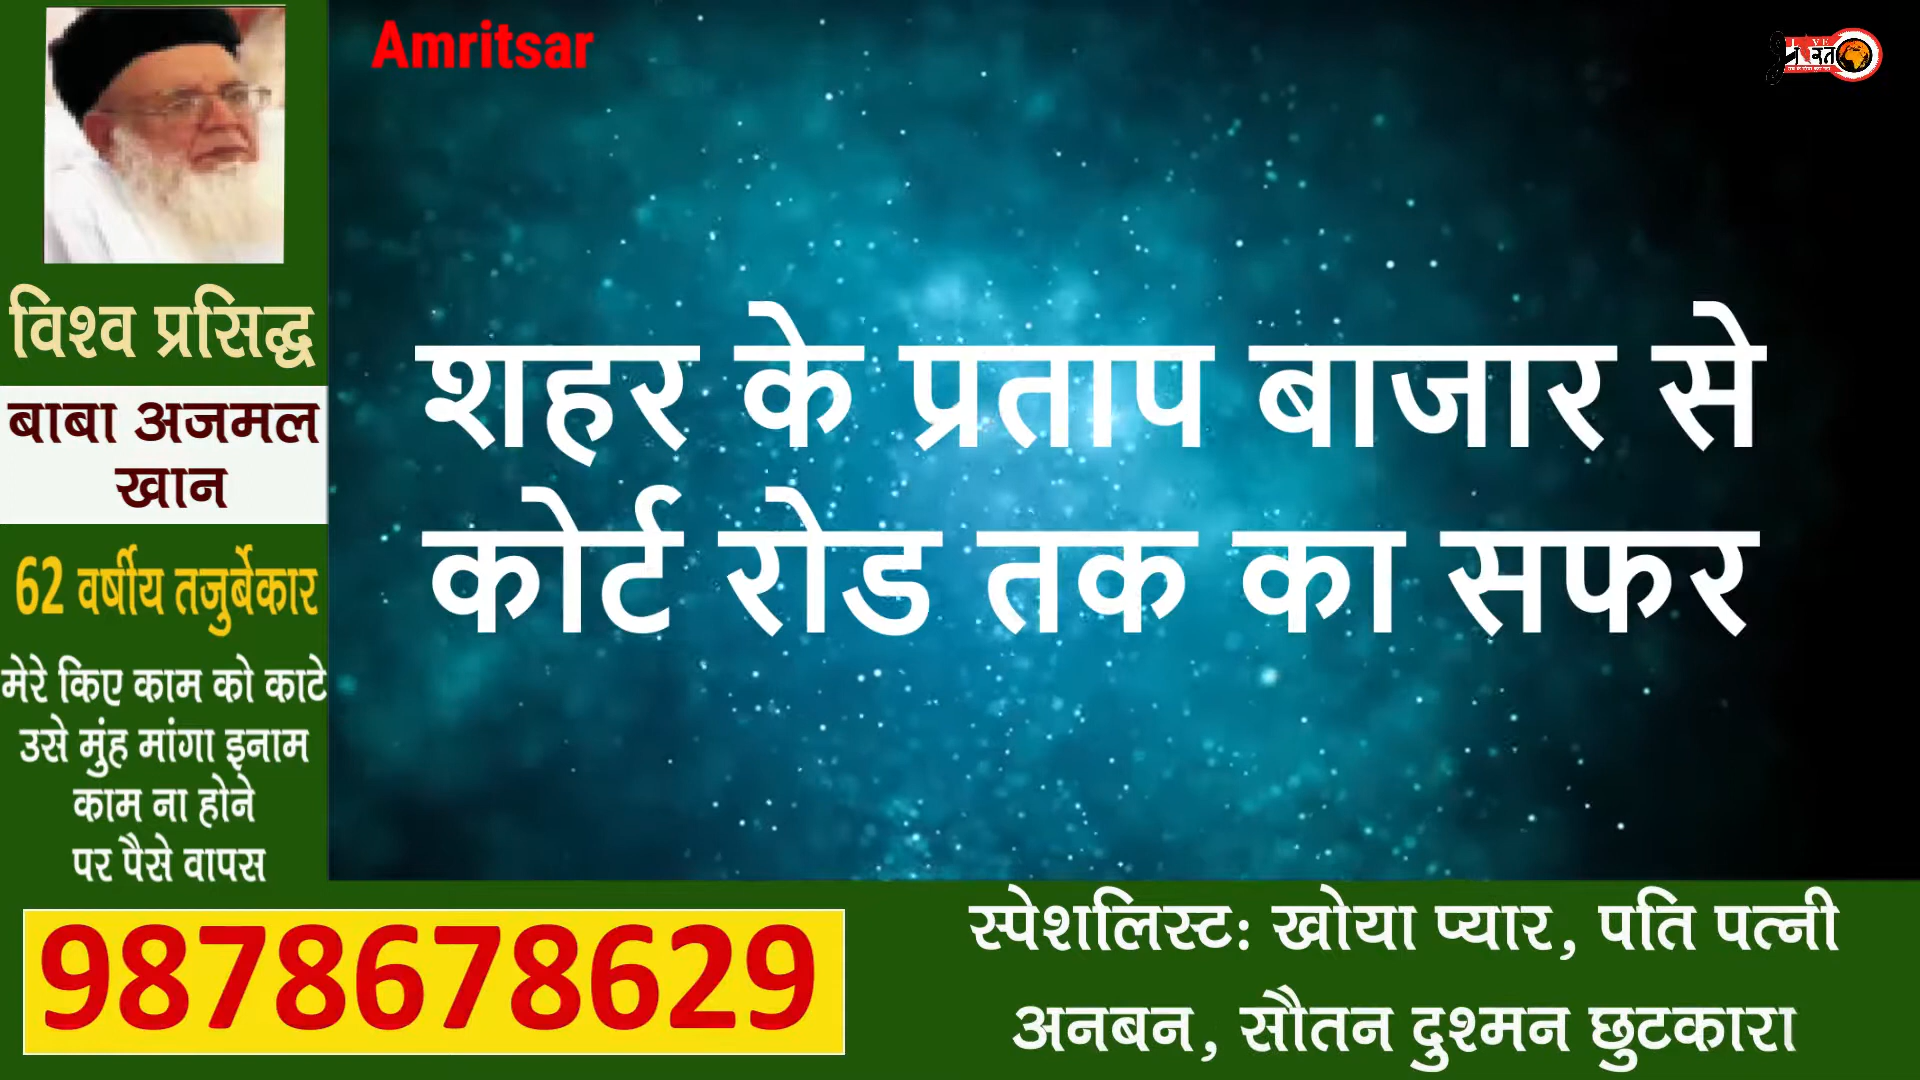 Amritsar
शहर के प्रताप बाजार से
कोर्ट रोड तक का सफर
विश्व प्रसिद्ध
बाबा अजमल
खान
62 वर्षीय तजुर्बेकार
मेरे किए काम को काटे
उसे मुंह मांगा इनाम
काम ना होने
पर पैसे वापस
9878678629
स्पेशलिस्ट: खोया प्यार, पति पत्नी
अनबन, सौतन दुश्मन छुटकारा